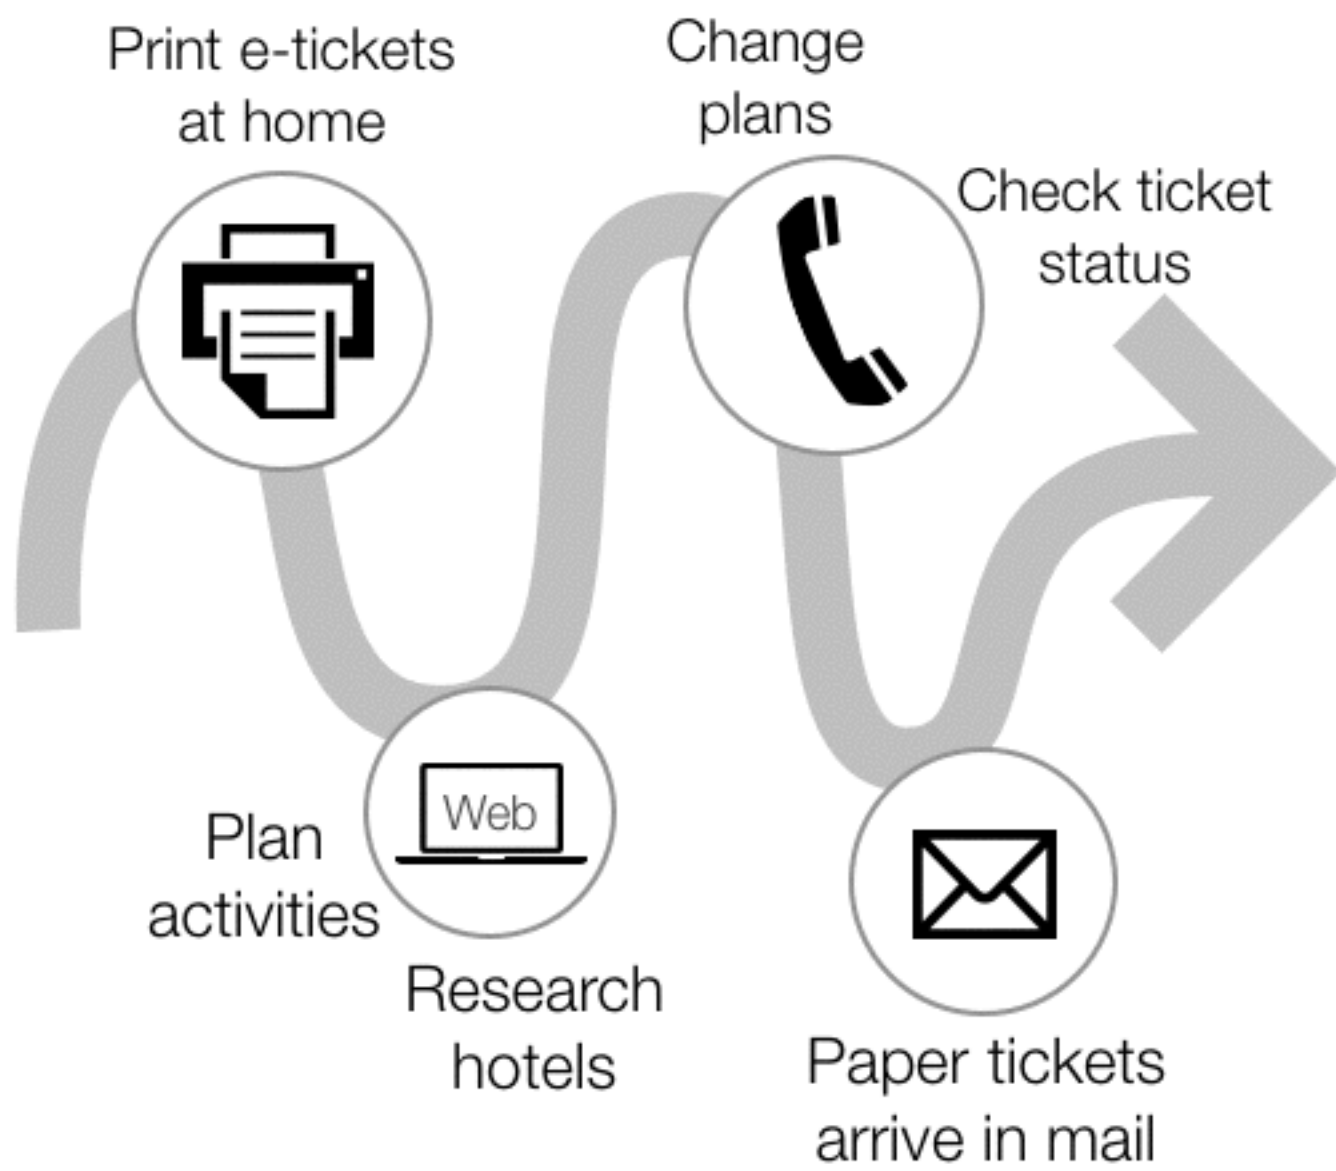 Print e-tickets
at home
Change
plans
Check ticket
status
Web
Plan
activities
Research
hotels
Paper tickets
arrive in mail